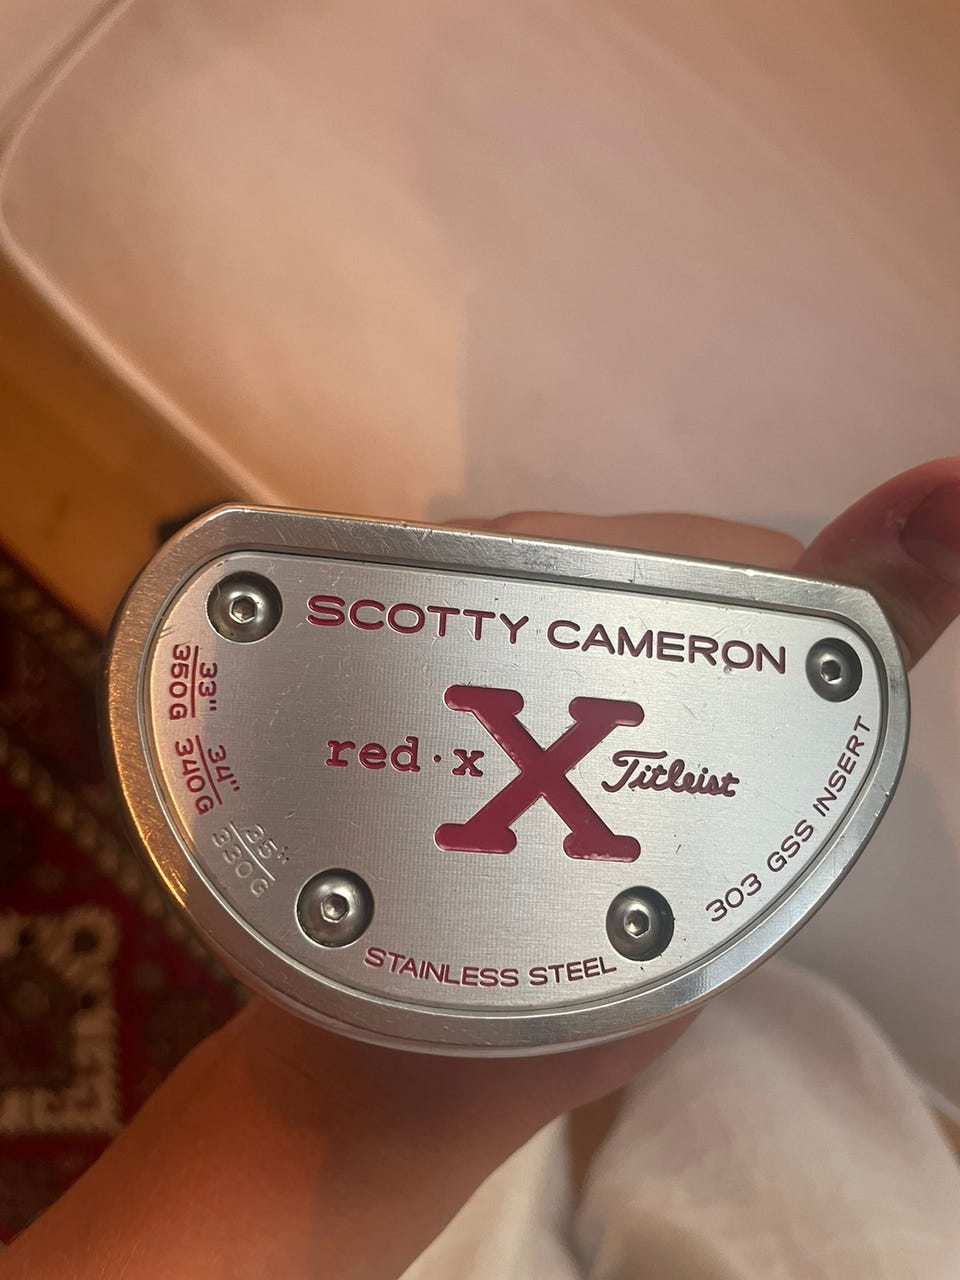 SCOTTY CAMERON
red·x
X
Titleist
33"
350G
34"
340G
35"
330G
303 GSS INSERT
STAINLESS STEEL